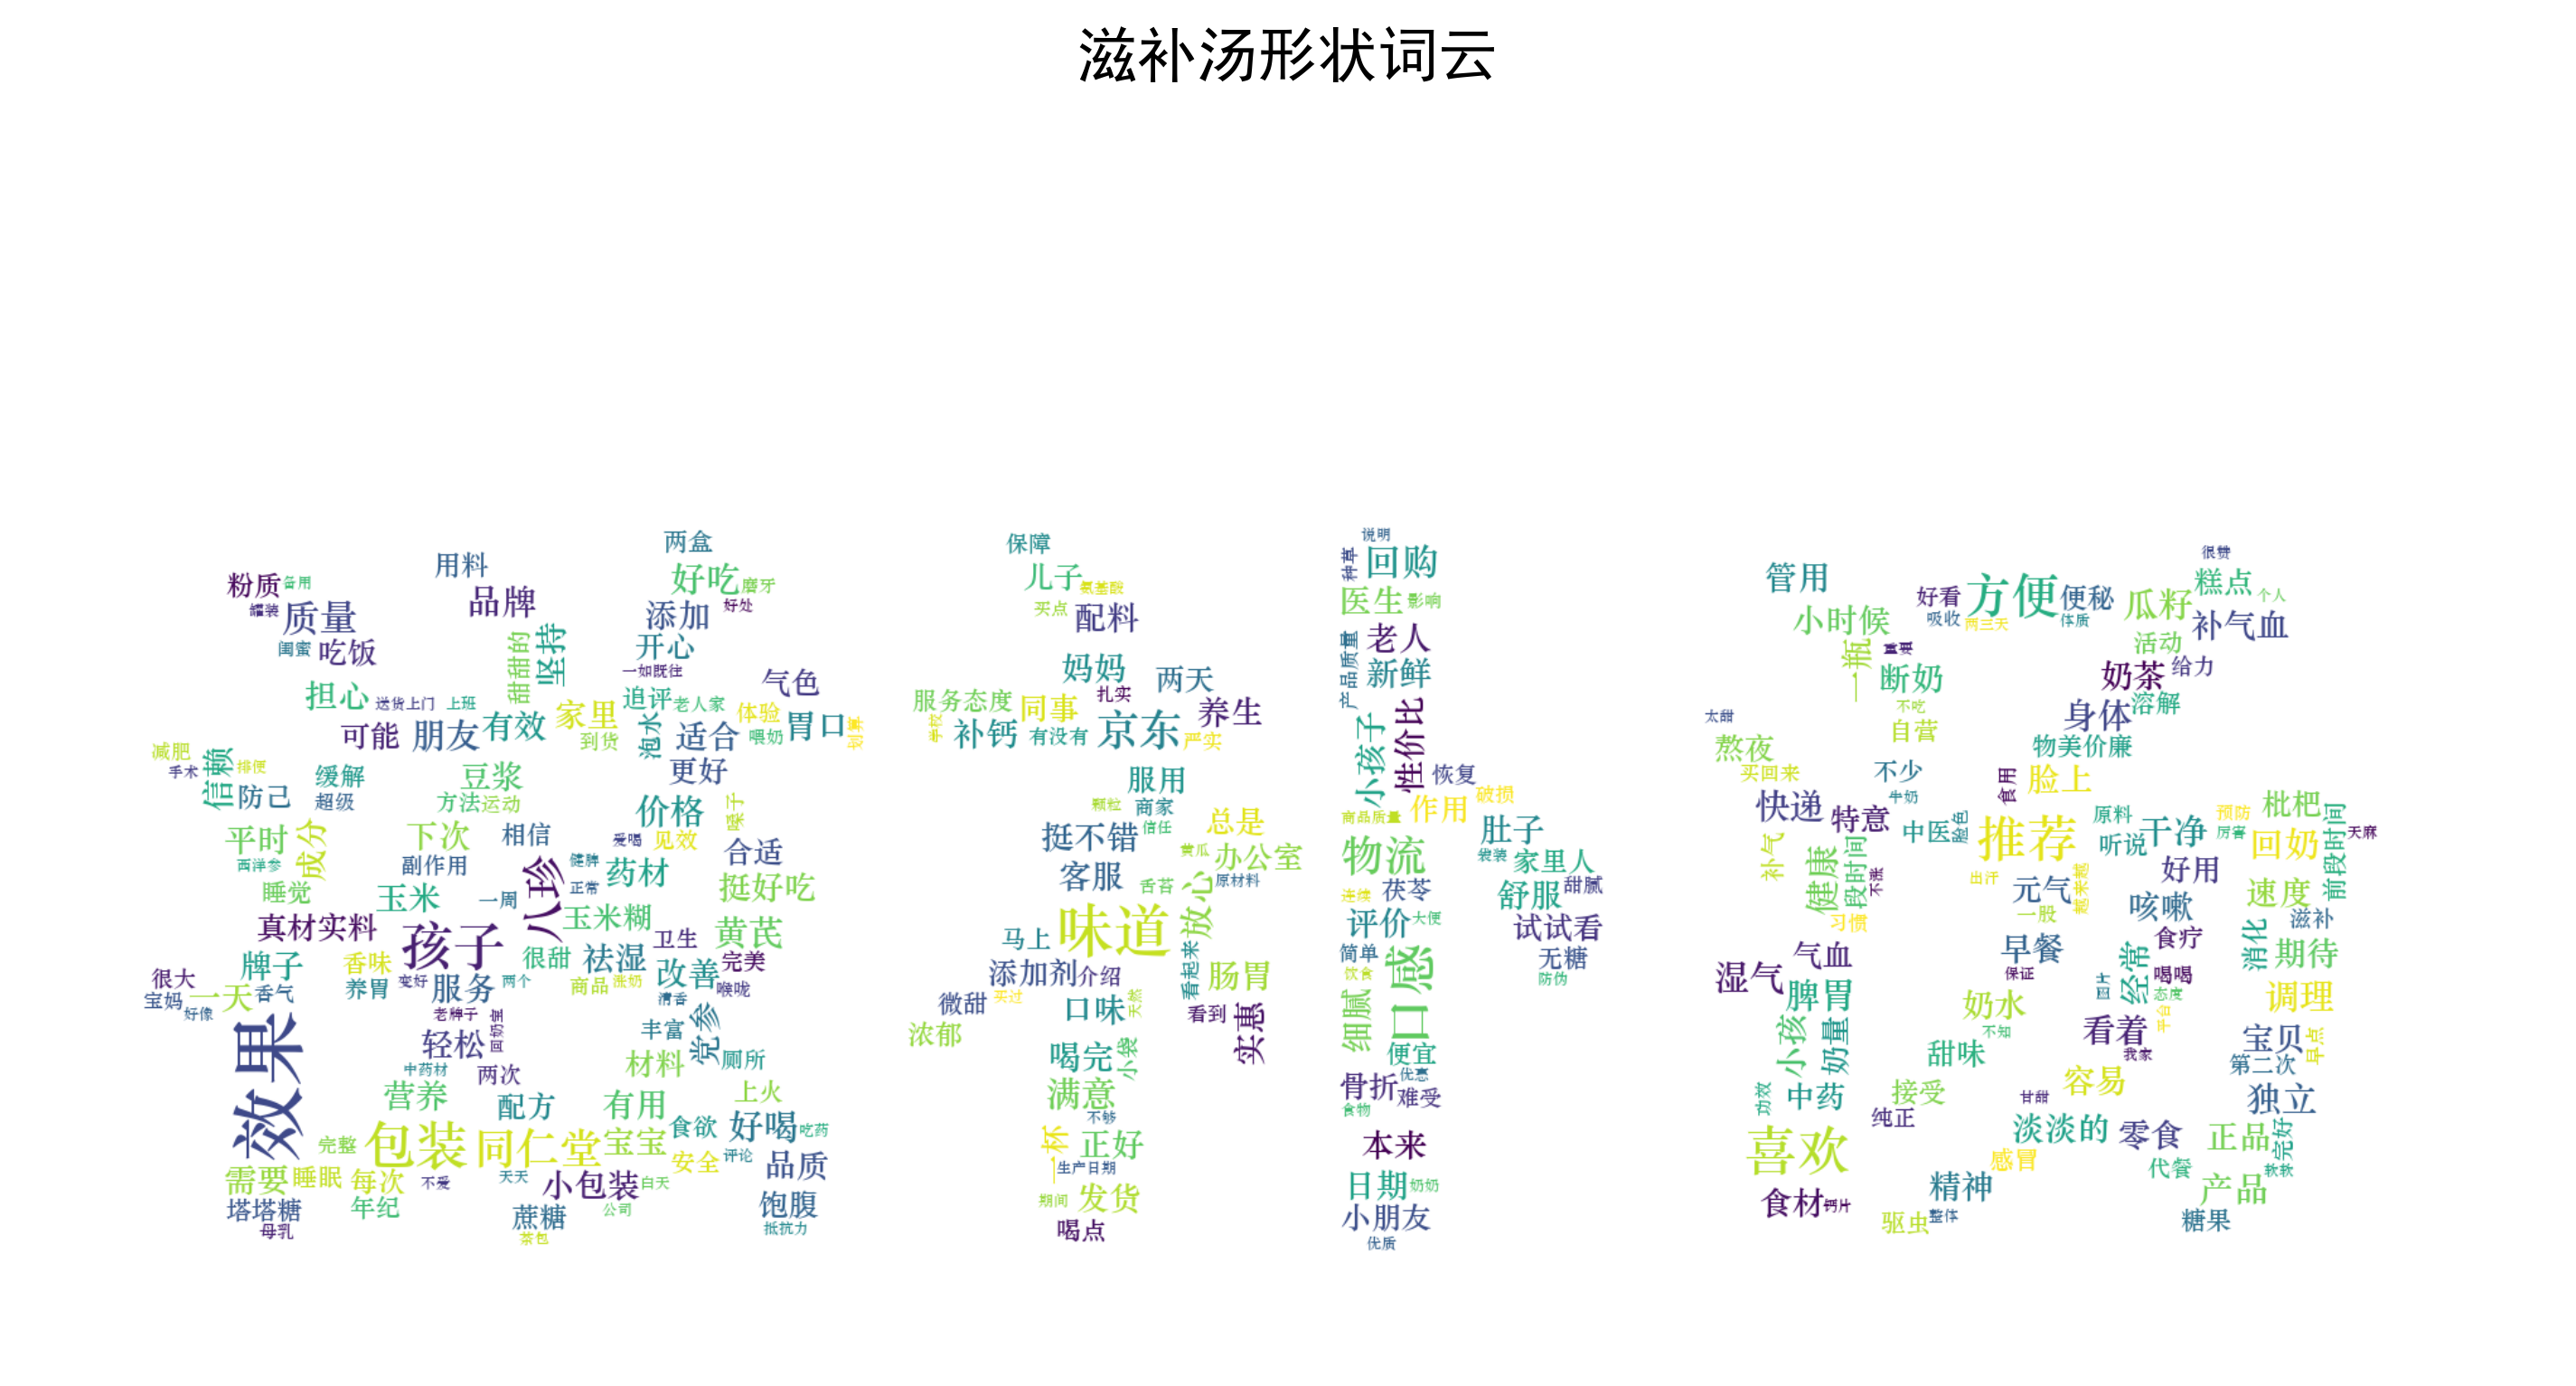 滋补汤形状词云
两盒
用料
粉质
备用
好吃
磨牙
罐装
质量
品牌
添加
好处
闺蜜
吃饭
甜甜的
坚持
开心
一如既往
气色
担心
送货上门
上班
家里
追评
老人家
体验
可能
朋友
有效
到货
泡水
适合
喂奶
胃口
划算
减肥
手术
信赖
排便
缓解
豆浆
更好
防己
超级
方法
运动
价格
嗓子
平时
成分
下次
相信
爱喝
见效
合适
西洋参
副作用
八珍
健脾
药材
睡觉
玉米
一周
正常
挺好吃
真材实料
孩子
玉米糊
卫生
黄芪
牌子
香味
很甜
祛湿
改善
完美
很大
宝妈
一天
香气
养胃
变好
服务
两个
商品
涨奶
清香
喉咙
好像
效果
老牌子
轻松
回奶皇
丰富
党参
中药材
两次
材料
厕所
营养
配方
有用
上火
完整
包装
同仁堂
宝宝
食欲
好喝
吃药
需要
睡眠
每次
不爱
天天
小包装
白天
安全
评论
品质
塔塔糖
年纪
蔗糖
公司
饱腹
母乳
茶包
抵抗力
保障
儿子
氨基酸
买点
配料
妈妈
两天
服务态度
同事
扎实
养生
学校
补钙
有没有
京东
严实
服用
颗粒
商家
挺不错
信任
总是
黄瓜
办公室
客服
舌苔
放心
原材料
味道
马上
添加剂
介绍
看起来
肠胃
微甜
买过
口味
天然
看到
实惠
浓郁
喝完
小袋
满意
不够
一杯
正好
生产日期
期间
发货
喝点
说明
种草
回购
医生
影响
产品质量
老人
新鲜
小孩子
性价比
恢复
商品质量
作用
破损
物流
肚子
袋装
家里人
连续
茯苓
舒服
甜腻
评价
大便
试试看
简单
饮食
口感
无糖
防伪
细腻
便宜
骨折
优惠
难受
食物
本来
日期
奶奶
小朋友
优质
很赞
管用
好看
方便
便秘
瓜籽
糕点
个人
小时候
吸收
两三天
体质
补气血
一瓶
重要
活动
断奶
奶茶
给力
不吃
身体
溶解
太甜
自营
熬夜
物美价廉
买回来
不少
食用
脸上
快递
牛奶
枇杷
特意
中医
脸色
推荐
原料
预防
前段时间
听说
干净
厉害
回奶
天麻
补气
健康
段时间
不涨
出汗
元气
越来越
好用
速度
习惯
一股
咳嗽
滋补
气血
早餐
食疗
消化
期待
湿气
脾胃
保证
经常
喝喝
态度
调理
小孩
奶量
奶水
不知
看着
平台
我家
宝贝
早点
甜味
第二次
功效
中药
接受
甘甜
容易
独立
纯正
喜欢
淡淡的
零食
正品
完好
感冒
代餐
食材
钙片
精神
产品
驱虫
整体
糖果